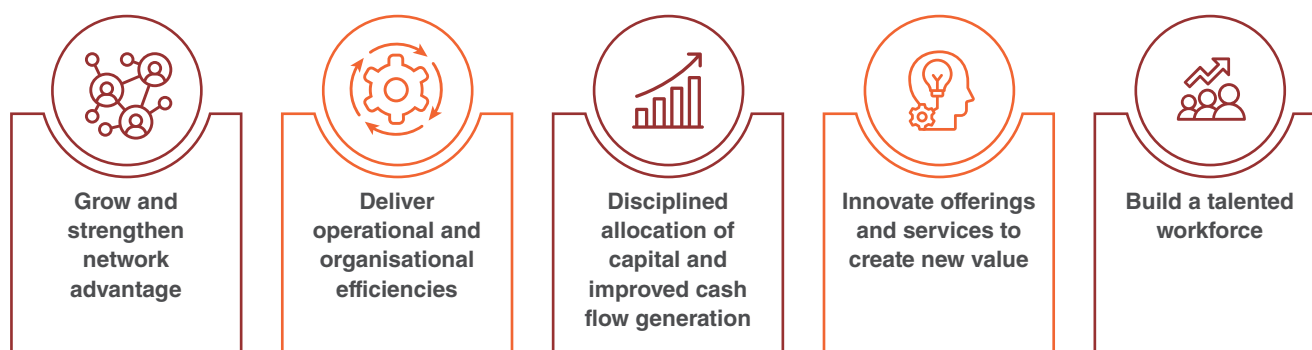 Grow and
strengthen
network
advantage
Deliver
operational and
organisational
efficiencies
Disciplined
allocation of
capital and
improved cash
flow generation
Innovate offerings
and services to
create new value
Build a talented
workforce